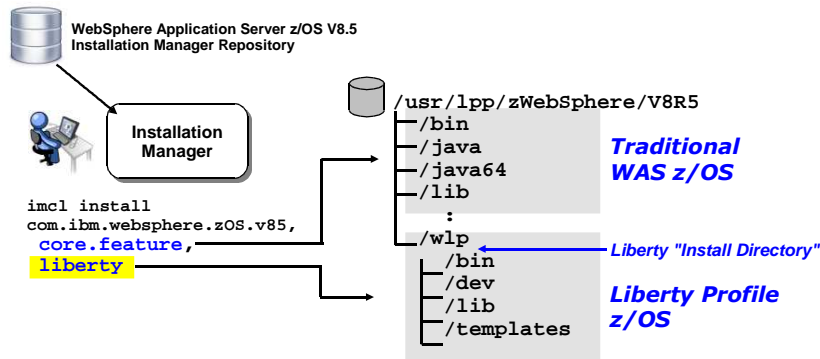 WebSphere Application Server z/OS V8.5
Installation Manager Repository
Installation
Manager
imcl install
com.ibm.websphere.zOS.v85,
core.feature,
liberty
/usr/lpp/zWebSphere/V8R5
/bin
/java
/java64
/lib
:
/wlp
/bin
/dev
/lib
/templates
Traditional
WAS z/OS
Liberty "Install Directory"
Liberty Profile
z/OS